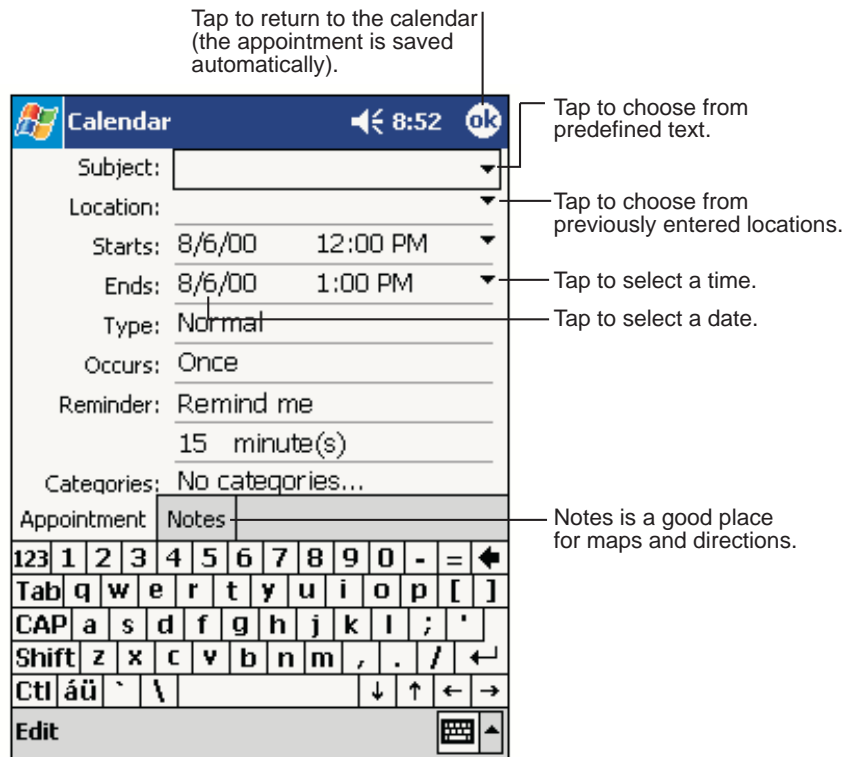 Tap to return to the calendar
(the appointment is saved
automatically).
Calendar 8:52 ok
Tap to choose from
predefined text.
Subject:
Location:
Tap to choose from
previously entered locations.
Starts: 8/6/00 12:00 PM
Ends: 8/6/00 1:00 PM
Tap to select a time.
Type: Normal
Tap to select a date.
Occurs: Once
Reminder: Remind me
15 minute(s)
Categories: No categories...
Appointment Notes
Notes is a good place
for maps and directions.
123 1 2 3 4 5 6 7 8 9 0 - = 🡸
Tab q w e r t y u i o p [ ]
CAP a s d f g h j k l ; '
Shift z x c v b n m , . / ↵
Ctl áü ` \ ↓ ↑ ← →
Edit